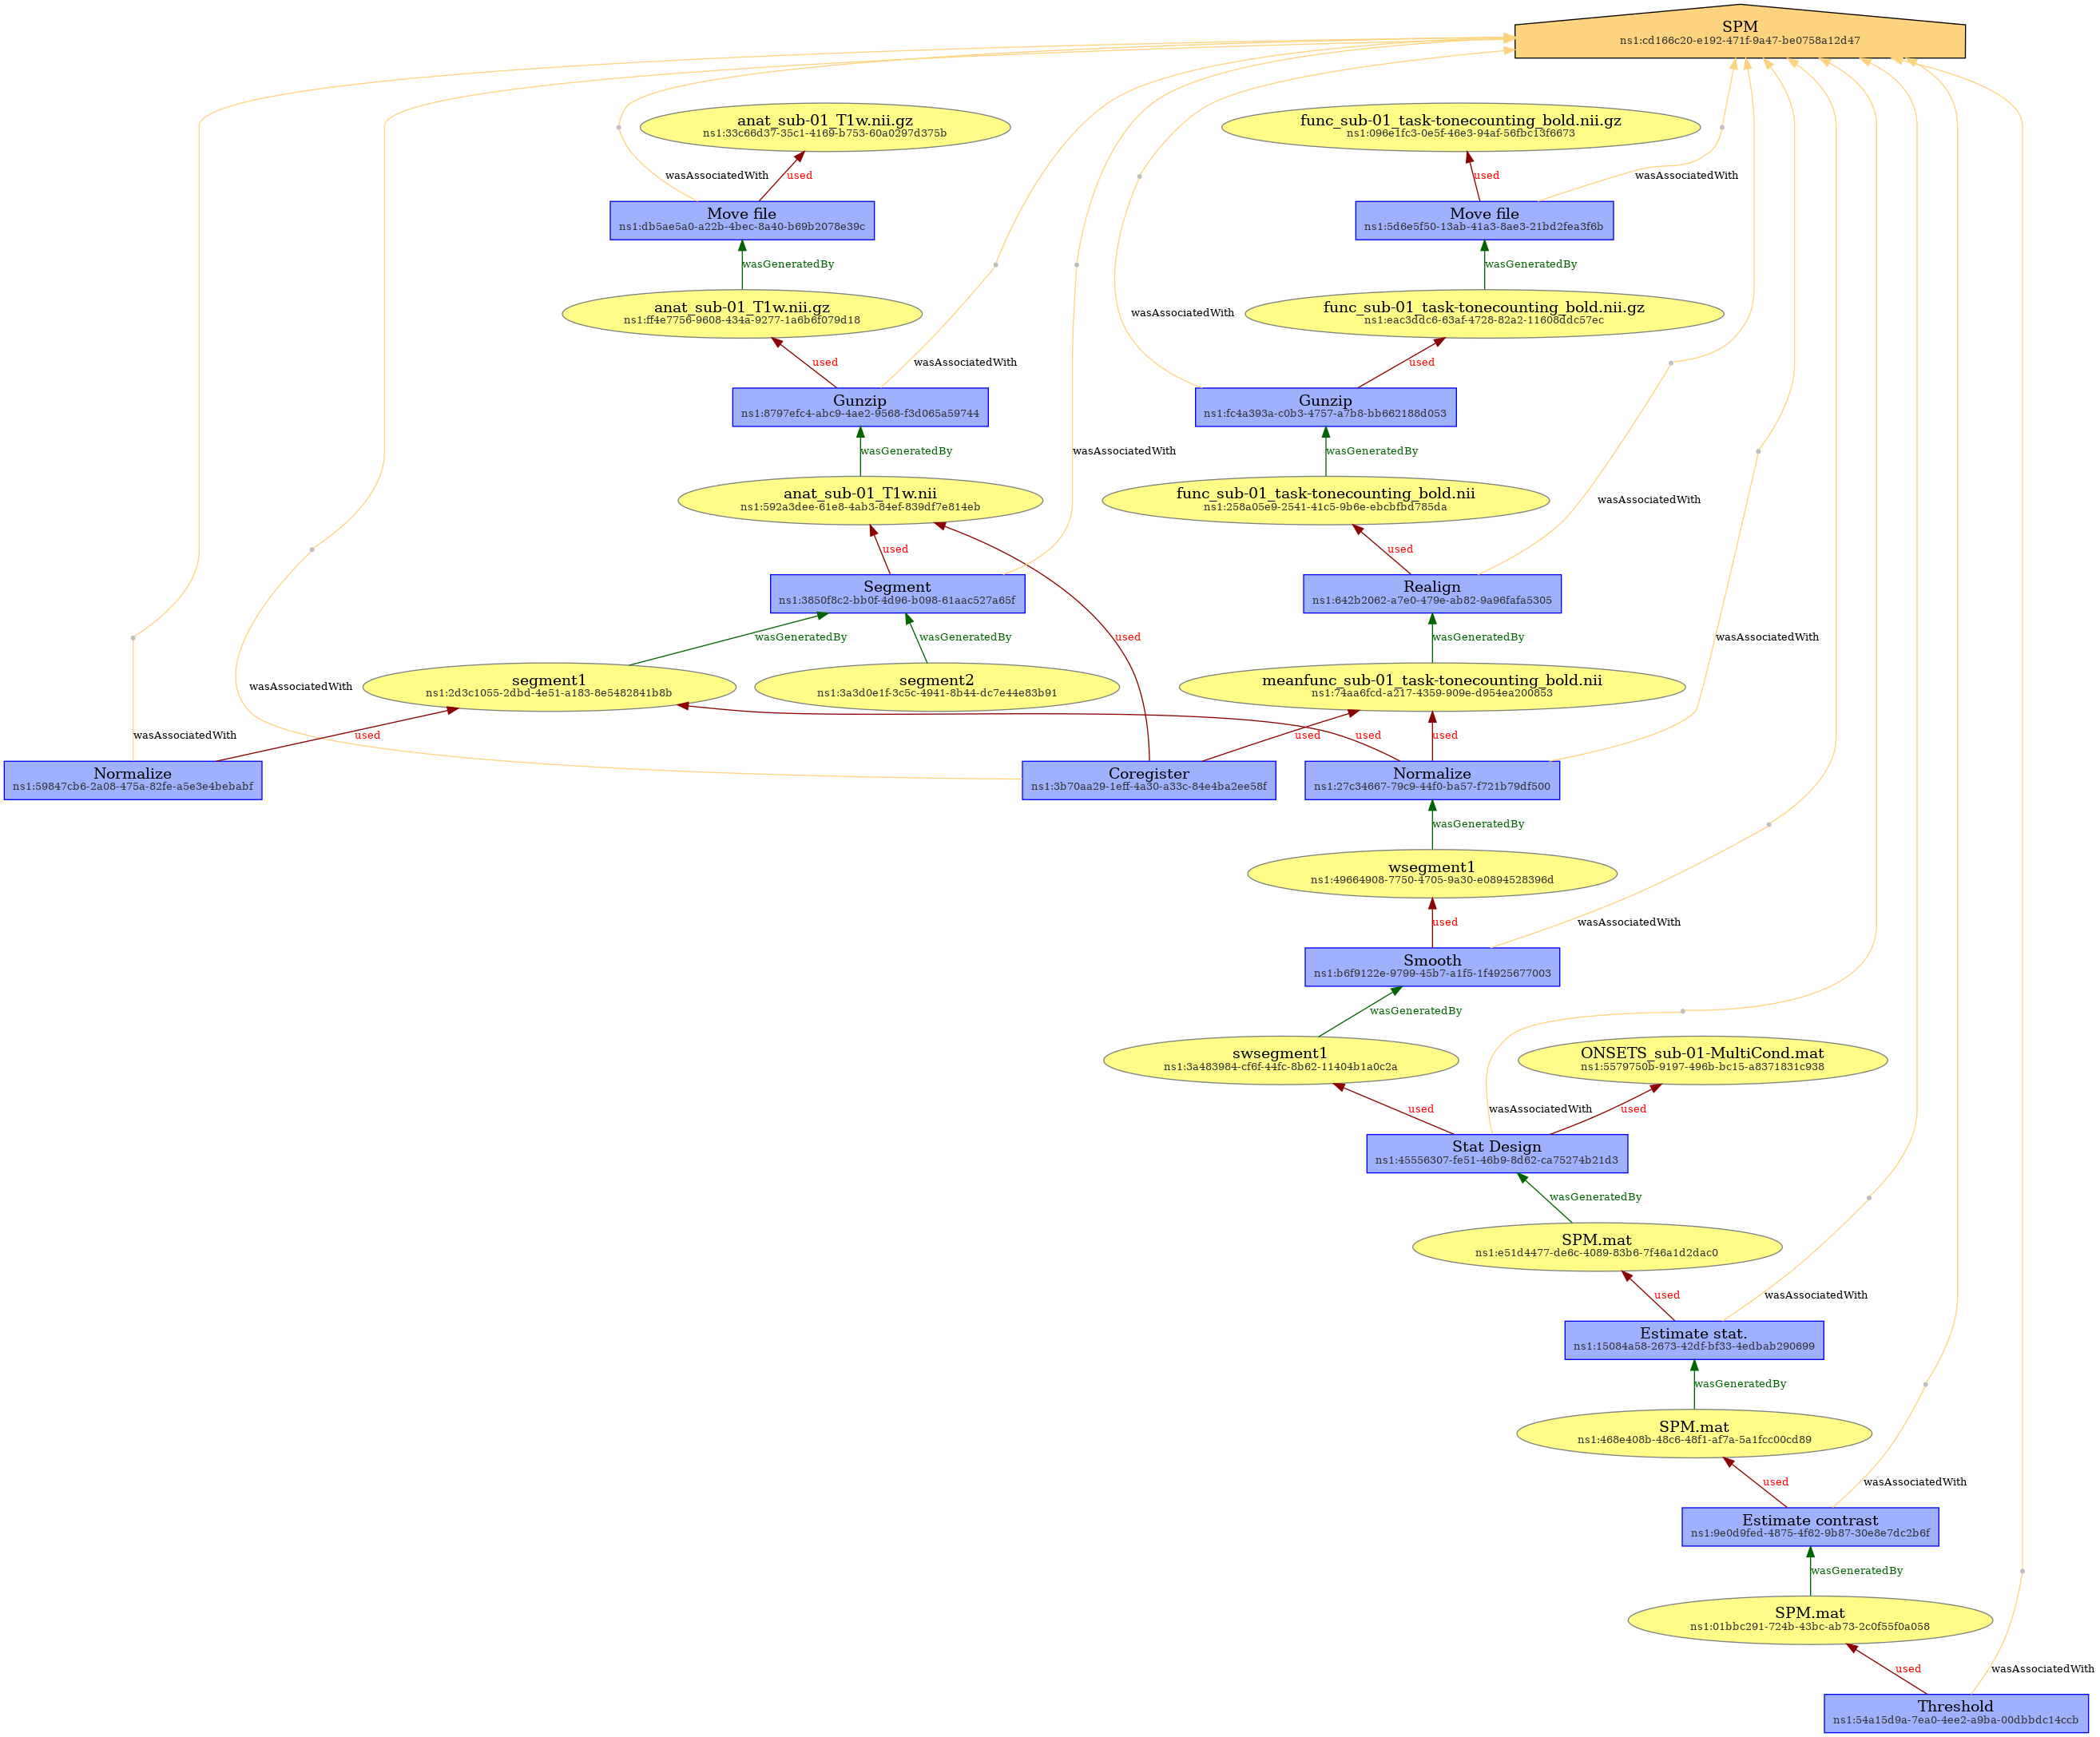 SPM
ns1:cd166c20-e192-471f-9a47-be0758a12d47
anat_sub-01_T1w.nii.gz
ns1:33c66d37-35c1-4169-b753-60a0297d375b
func_sub-01_task-tonecounting_bold.nii.gz
ns1:096e1fc3-0e5f-46e3-94af-56fbc13f6673
wasAssociatedWith
used
used
wasAssociatedWith
Move file
ns1:db5ae5a0-a22b-4bec-8a40-b69b2078e39c
Move file
ns1:5d6e5f50-13ab-41a3-8ae3-21bd2fea3f6b
wasGeneratedBy
wasGeneratedBy
anat_sub-01_T1w.nii.gz
ns1:ff4e7756-9608-434a-9277-1a6b6f079d18
func_sub-01_task-tonecounting_bold.nii.gz
ns1:eac3ddc6-63af-4728-82a2-11608ddc57ec
wasAssociatedWith
used
wasAssociatedWith
used
Gunzip
ns1:8797efc4-abc9-4ae2-9568-f3d065a59744
Gunzip
ns1:fc4a393a-c0b3-4757-a7b8-bb662188d053
wasGeneratedBy
wasAssociatedWith
wasGeneratedBy
anat_sub-01_T1w.nii
ns1:592a3dee-61e8-4ab3-84ef-839df7e814eb
func_sub-01_task-tonecounting_bold.nii
ns1:258a05e9-2541-41c5-9b6e-ebcbfbd785da
wasAssociatedWith
used
used
Segment
ns1:3850f8c2-bb0f-4d96-b098-61aac527a65f
Realign
ns1:642b2062-a7e0-479e-ab82-9a96fafa5305
wasGeneratedBy
wasGeneratedBy
used
wasGeneratedBy
wasAssociatedWith
segment1
ns1:2d3c1055-2dbd-4e51-a183-8e5482841b8b
segment2
ns1:3a3d0e1f-3c5c-4941-8b44-dc7e44e83b91
meanfunc_sub-01_task-tonecounting_bold.nii
ns1:74aa6fcd-a217-4359-909e-d954ea200853
wasAssociatedWith
wasAssociatedWith
used
used
used
used
Normalize
ns1:59847cb6-2a08-475a-82fe-a5e3e4bebabf
Coregister
ns1:3b70aa29-1eff-4a30-a33c-84e4ba2ee58f
Normalize
ns1:27c34667-79c9-44f0-ba57-f721b79df500
wasGeneratedBy
wsegment1
ns1:49664908-7750-4705-9a30-e0894528396d
used
wasAssociatedWith
Smooth
ns1:b6f9122e-9799-45b7-a1f5-1f4925677003
wasGeneratedBy
swsegment1
ns1:3a483984-cf6f-44fc-8b62-11404b1a0c2a
ONSETS_sub-01-MultiCond.mat
ns1:5579750b-9197-496b-bc15-a8371831c938
used
wasAssociatedWith
used
Stat Design
ns1:45556307-fe51-46b9-8d62-ca75274b21d3
wasGeneratedBy
SPM.mat
ns1:e51d4477-de6c-4089-83b6-7f46a1d2dac0
used
wasAssociatedWith
Estimate stat.
ns1:15084a58-2673-42df-bf33-4edbab290699
wasGeneratedBy
SPM.mat
ns1:468e408b-48c6-48f1-af7a-5a1fcc00cd89
used
wasAssociatedWith
Estimate contrast
ns1:9e0d9fed-4875-4f62-9b87-30e8e7dc2b6f
wasGeneratedBy
SPM.mat
ns1:01bbc291-724b-43bc-ab73-2c0f55f0a058
used
wasAssociatedWith
Threshold
ns1:54a15d9a-7ea0-4ee2-a9ba-00dbbdc14ccb